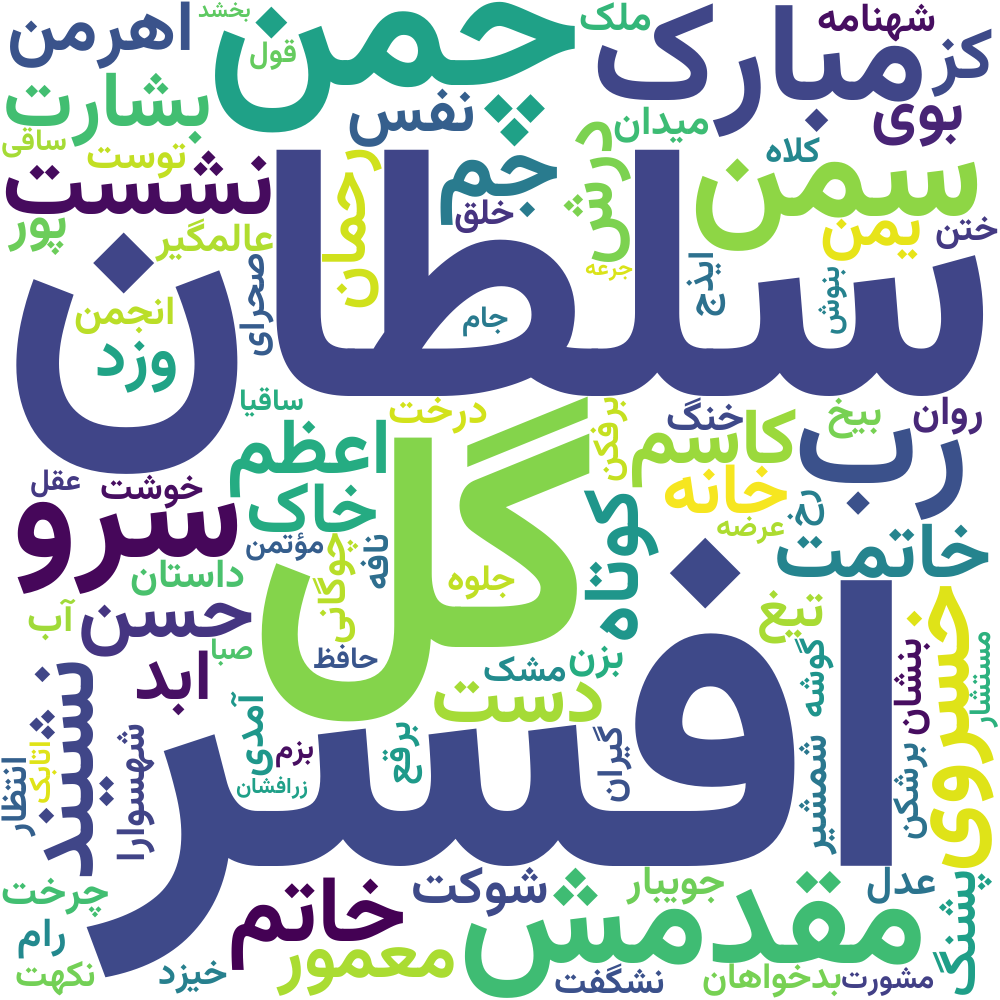 بخشد
شهنامه
ملک
اهرمن
چمن
مبارک
کز
قول
بشارت
نفس
میدان
بوی
ساقی
توست
جم
درش
کلاه
سمن
نشست
رحمان
خلق
یمن
ختن
پور
عالمگیر
صحرای
جرعه
ایذج
بنوش
سلطان
انجمن
جام
وزد
ساقیا
درخت
برفکن
خنگ
بیخ
روان
اعظم
کاسم
رب
عقل
خوشت
خاک
خانه
رخ
سرو
گل
کوتاه
عرضه
مؤتمن
چوگانی
نافه
خاتمت
داستان
جلوه
آب
حسن
تیغ
خسروی
صبا
حافظ
بزن
گوشه
بنشان
مستشار
ابد
مشک
دست
نشسند
آمدی
شهسوارا
بزم
برقع
گیران
افسر
انتظار
اتابک
زرافشان
شمشیر
برشکن
چرخت
خاتم
شوکت
جویبار
عدل
پشنگ
مقدمش
رام
معمور
نکهت
خیزد
نشگفت
بدخواهان
مشورت